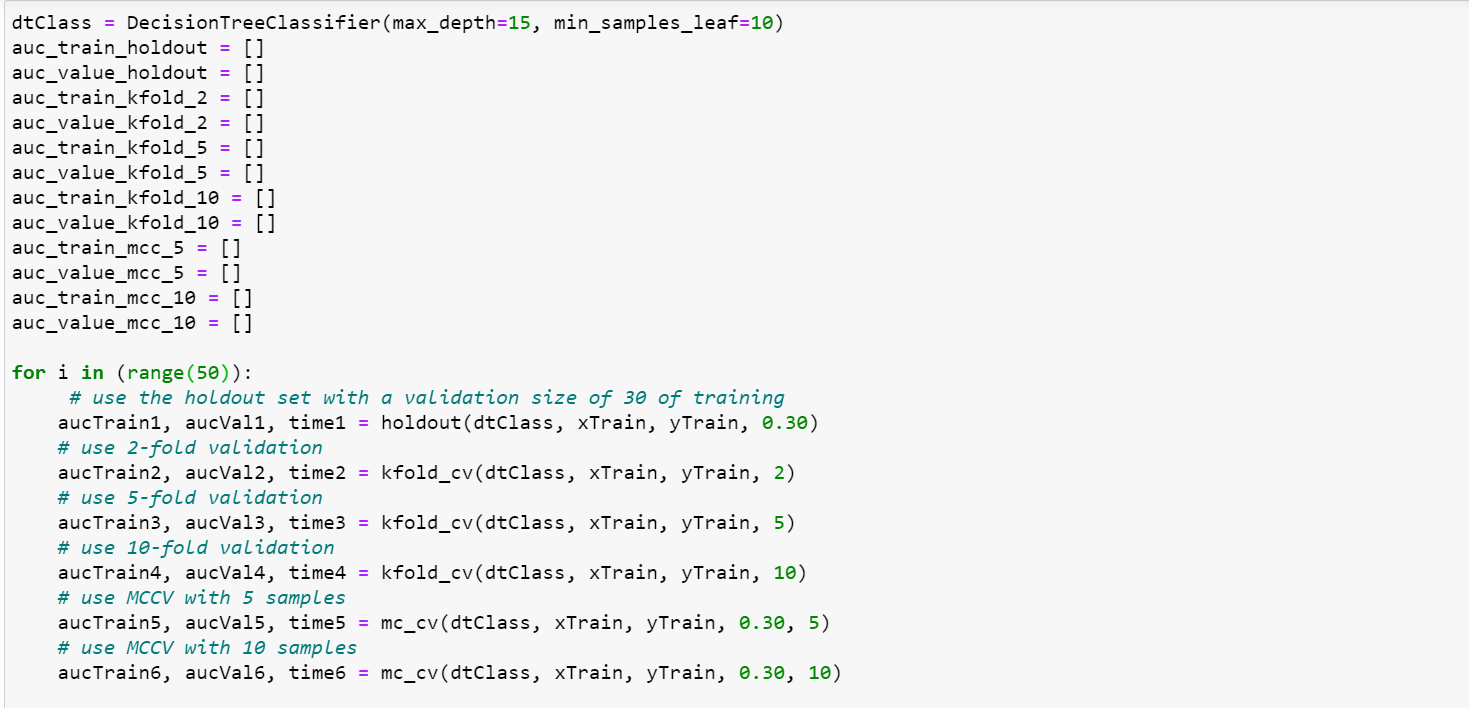 dtClass = DecisionTreeClassifier(max_depth=15, min_samples_leaf=10)
auc_train_holdout = []
auc_value_holdout = []
auc_train_kfold_2 = []
auc_value_kfold_2 = []
auc_train_kfold_5 = []
auc_value_kfold_5 = []
auc_train_kfold_10 = []
auc_value_kfold_10 = []
auc_train_mcc_5 = []
auc_value_mcc_5 = []
auc_train_mcc_10 = []
auc_value_mcc_10 = []

for i in (range(50)):
     # use the holdout set with a validation size of 30 of training
    aucTrain1, aucVal1, time1 = holdout(dtClass, xTrain, yTrain, 0.30)
    # use 2-fold validation
    aucTrain2, aucVal2, time2 = kfold_cv(dtClass, xTrain, yTrain, 2)
    # use 5-fold validation
    aucTrain3, aucVal3, time3 = kfold_cv(dtClass, xTrain, yTrain, 5)
    # use 10-fold validation
    aucTrain4, aucVal4, time4 = kfold_cv(dtClass, xTrain, yTrain, 10)
    # use MCCV with 5 samples
    aucTrain5, aucVal5, time5 = mc_cv(dtClass, xTrain, yTrain, 0.30, 5)
    # use MCCV with 10 samples
    aucTrain6, aucVal6, time6 = mc_cv(dtClass, xTrain, yTrain, 0.30, 10)